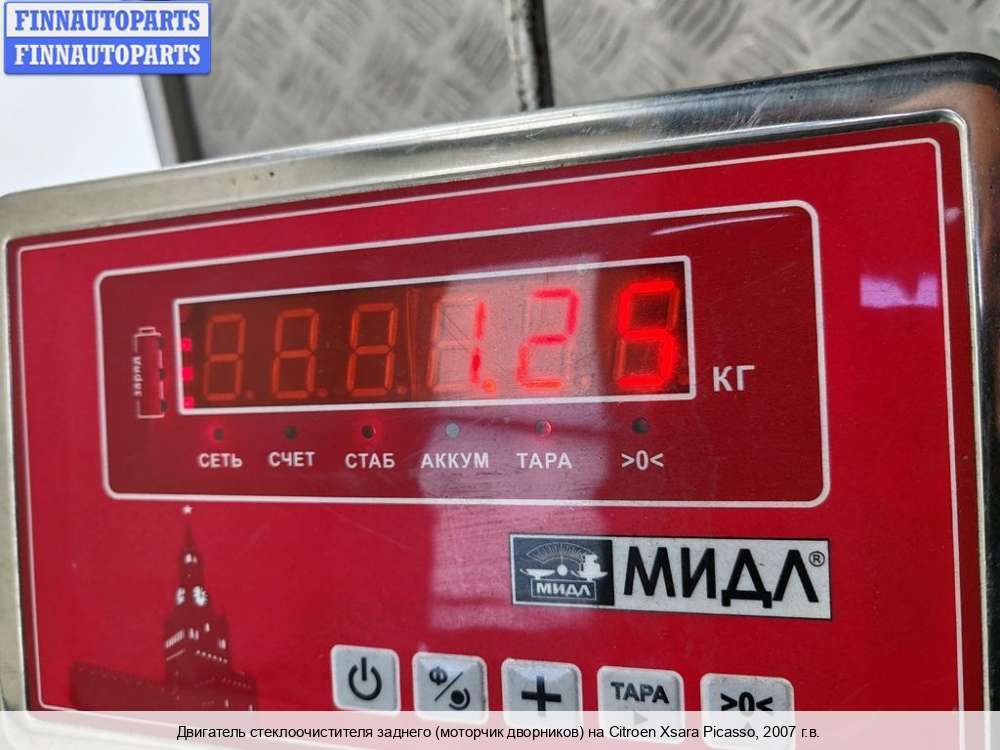 FINNAUTOPARTS
FINNAUTOPARTS
заряд
1.25 КГ
СЕТЬ СЧЕТ СТАБ АККУМ ТАРА >0<
МИДЛ МИДЛ®
Ф/ + ТАРА >0<
Двигатель стеклоочистителя заднего (моторчик дворников) на Citroen Xsara Picasso, 2007 г.в.